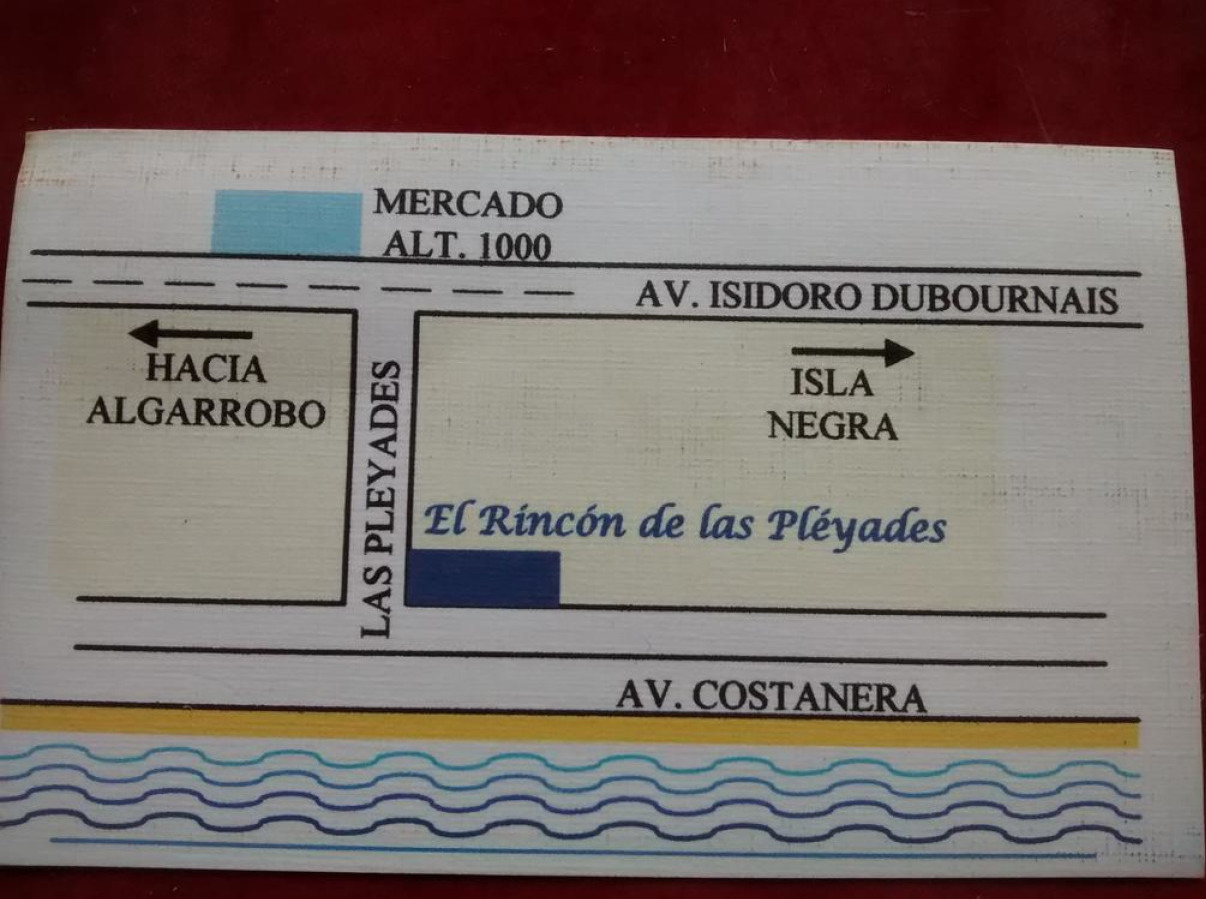 MERCADO
ALT. 1000
AV. ISIDORO DUBOURNAIS
HACIA
ALGARROBO
ISLA
NEGRA
LAS PLEYADES
El Rincón de las Pléyades
AV. COSTANERA